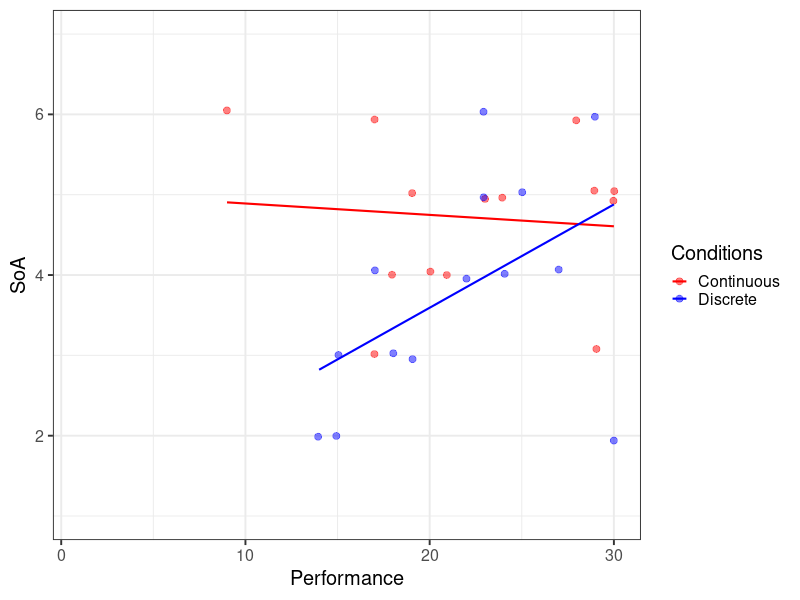 6
4
2
SoA
0 10 20 30
Performance
Conditions
Continuous
Discrete